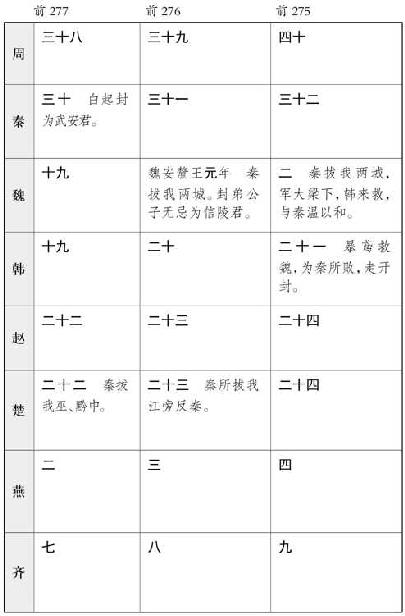 前 277 前 276 前 275
周 三十八 三十九 四十
秦 三十 白起封 三十一 三十二
为武安君。
魏 十九 魏安釐王元年 秦 二 秦拔我两城，
拔我两城。封弟公 军大梁下，韩来救，
子无忌为信陵君。 与秦温以和。
韩 十九 二十 二十一 暴鸢救
魏，为秦所败，走开
封。
赵 二十二 二十三 二十四
楚 二十二 秦拔 二十三 秦所拔我 二十四
我巫、黔中。 江傍反秦。
燕 二 三 四
齐 七 八 九